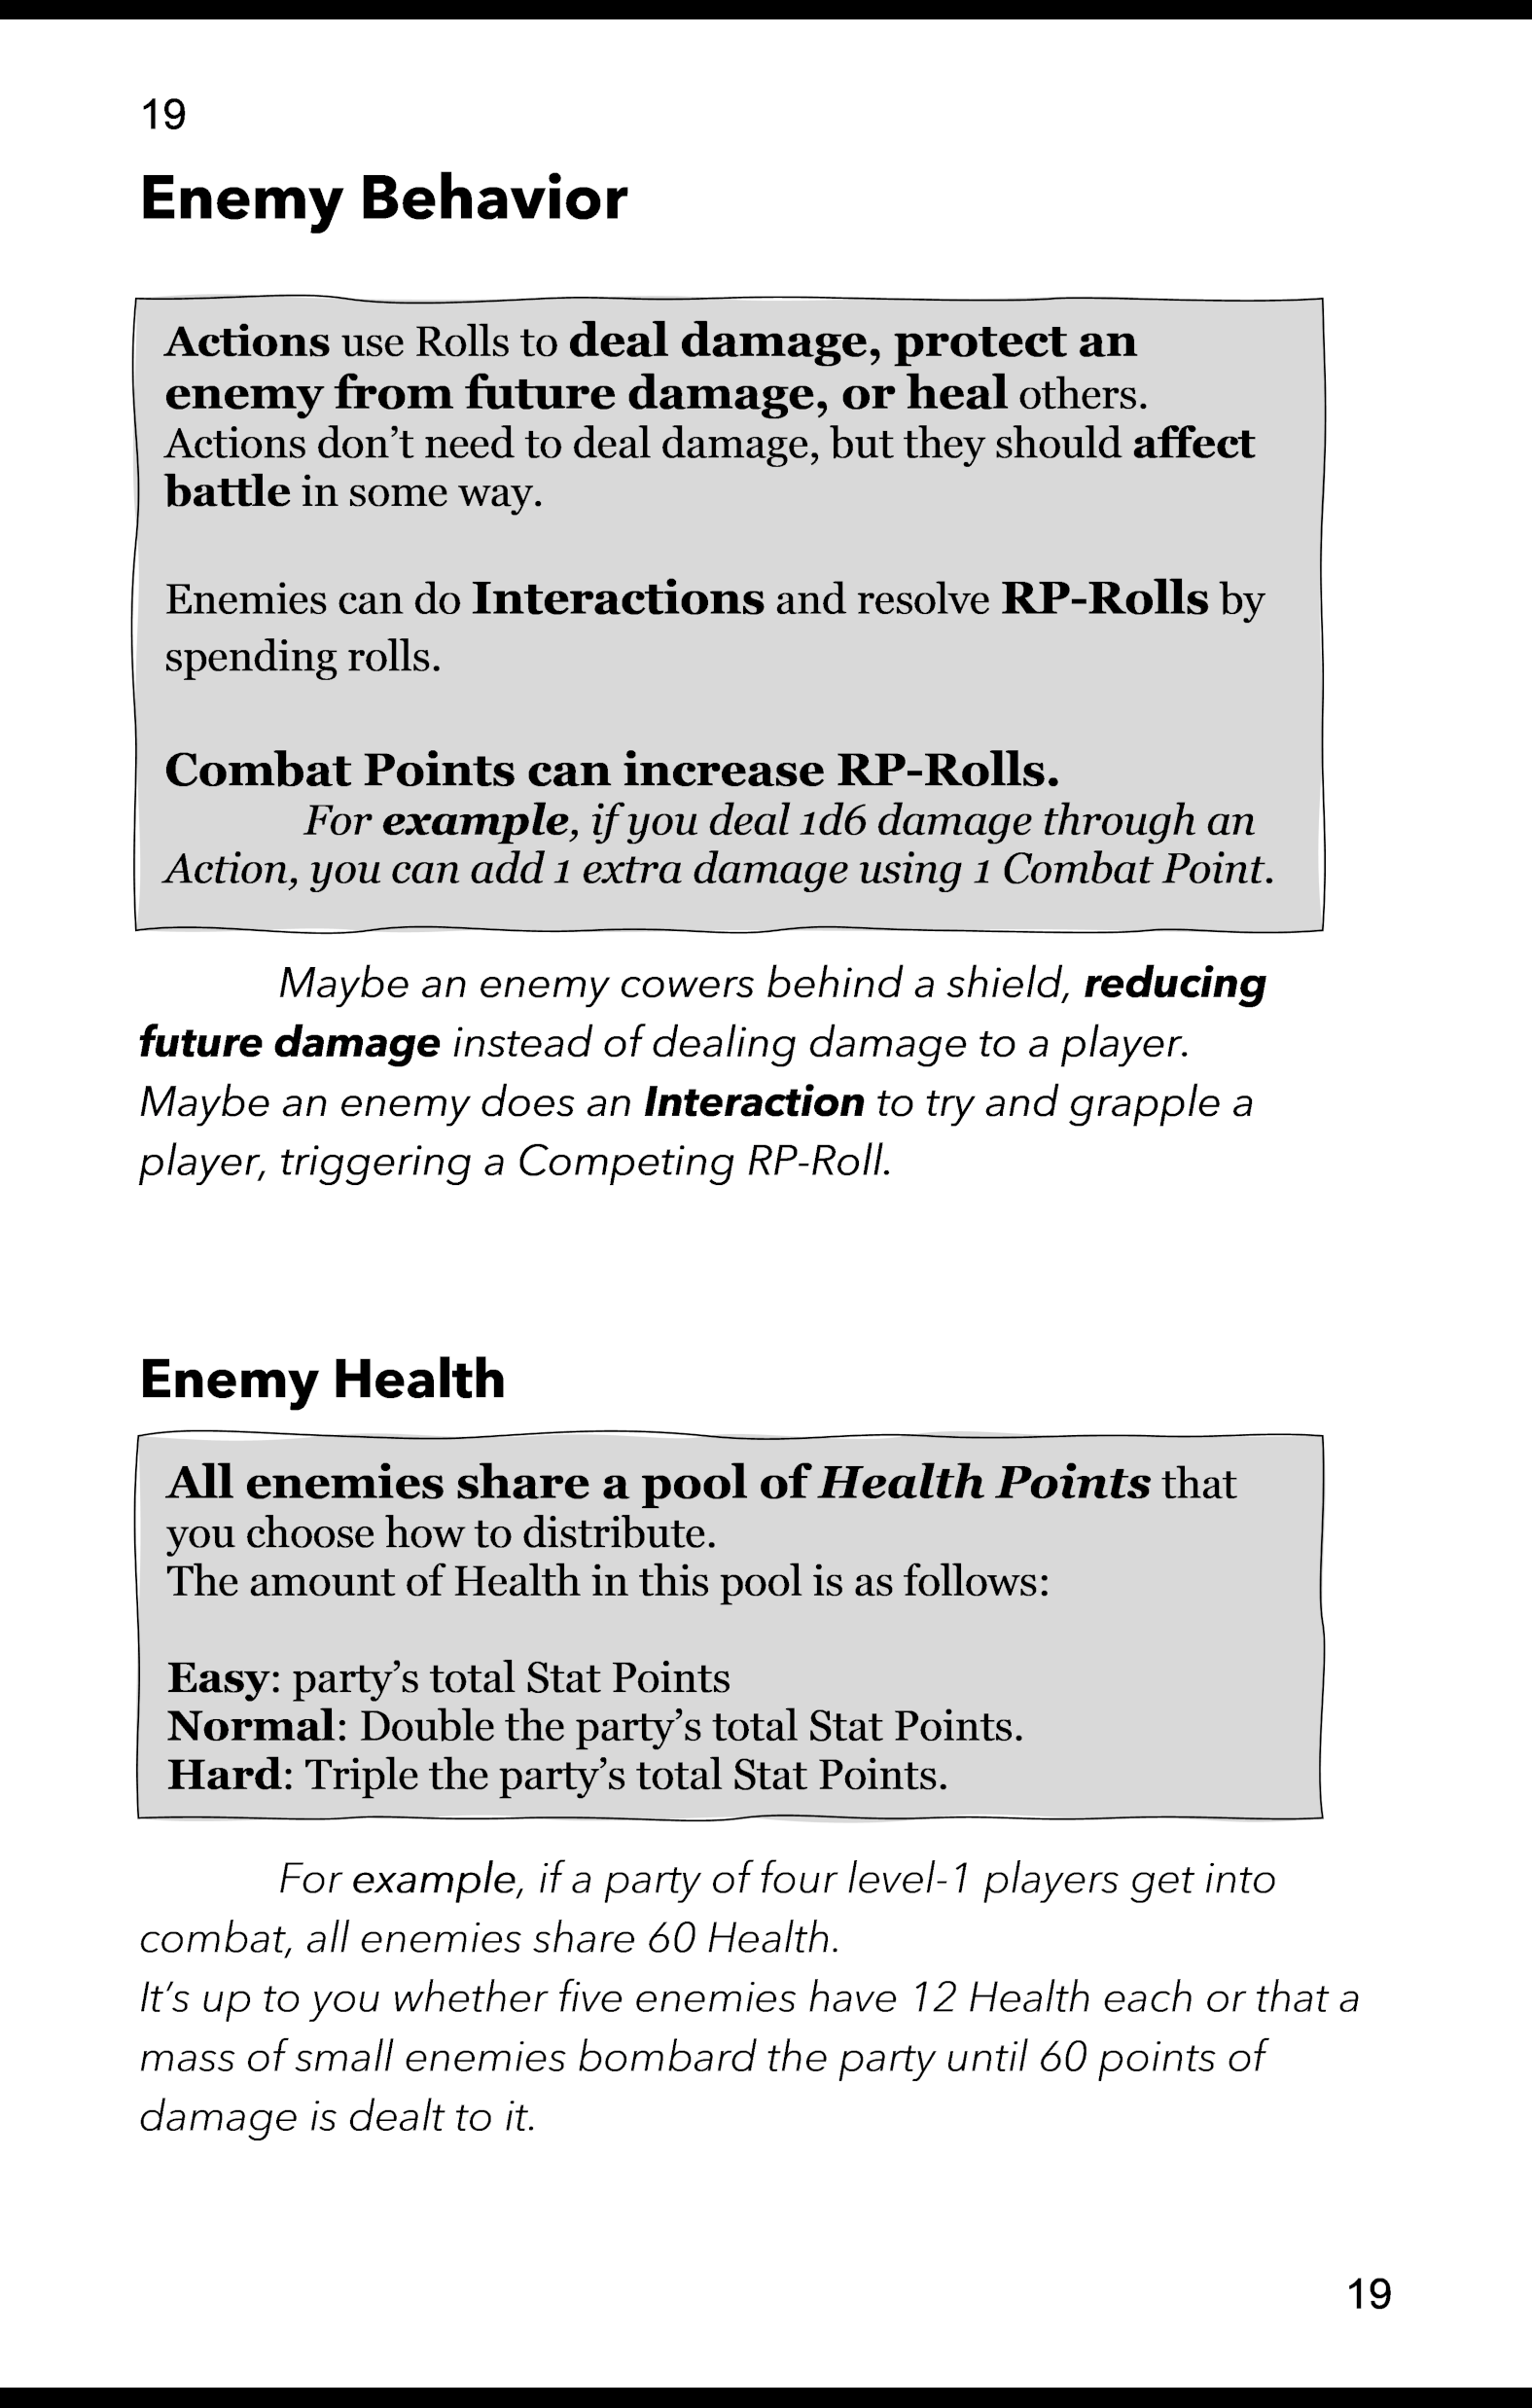 19
Enemy Behavior
Actions use Rolls to deal damage, protect an
enemy from future damage, or heal others.
Actions don’t need to deal damage, but they should affect
battle in some way.
Enemies can do Interactions and resolve RP-Rolls by
spending rolls.
Combat Points can increase RP-Rolls.
For example, if you deal 1d6 damage through an
Action, you can add 1 extra damage using 1 Combat Point.
Maybe an enemy cowers behind a shield, reducing
future damage instead of dealing damage to a player.
Maybe an enemy does an Interaction to try and grapple a
player, triggering a Competing RP-Roll.
Enemy Health
All enemies share a pool of Health Points that
you choose how to distribute.
The amount of Health in this pool is as follows:
Easy: party’s total Stat Points
Normal: Double the party’s total Stat Points.
Hard: Triple the party’s total Stat Points.
For example, if a party of four level-1 players get into
combat, all enemies share 60 Health.
It’s up to you whether five enemies have 12 Health each or that a
mass of small enemies bombard the party until 60 points of
damage is dealt to it.
19